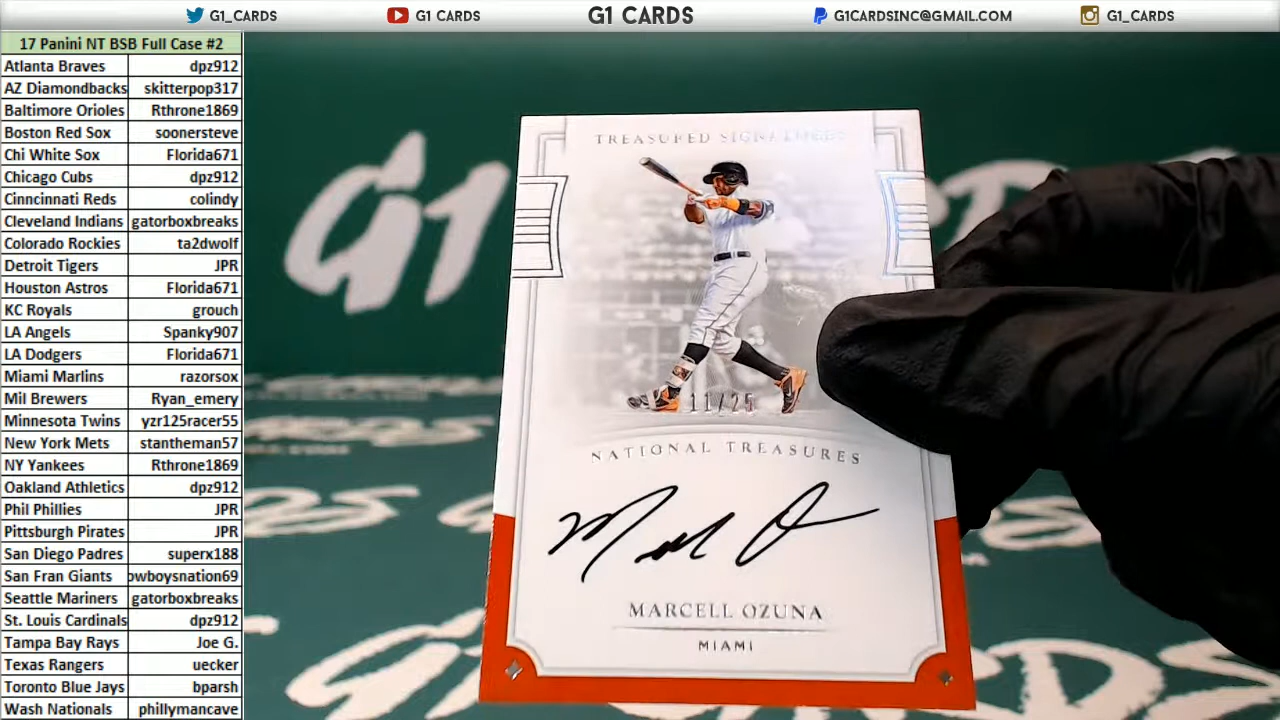 G1_CARDS G1 CARDS G1 CARDS G1CARDSINC@GMAIL.COM G1_CARDS
17 Panini NT BSB Full Case #2
Atlanta Braves dpz912
AZ Diamondbacks skitterpop317
Baltimore Orioles Rthrone1869
Boston Red Sox soonersteve
Chi White Sox Florida671
Chicago Cubs dpz912
Cinncinnati Reds colindy
Cleveland Indians gatorboxbreaks
Colorado Rockies ta2dwolf
Detroit Tigers JPR
Houston Astros Florida671
KC Royals grouch
LA Angels Spanky907
LA Dodgers Florida671
Miami Marlins razorsox
Mil Brewers Ryan_emery
Minnesota Twins yzr125racer55
New York Mets stantheman57
NY Yankees Rthrone1869
Oakland Athletics dpz912
Phil Phillies JPR
Pittsburgh Pirates JPR
San Diego Padres superx188
San Fran Giants owboysnation69
Seattle Mariners gatorboxbreaks
St. Louis Cardinals dpz912
Tampa Bay Rays Joe G.
Texas Rangers uecker
Toronto Blue Jays bparsh
Wash Nationals phillymancave
TREASURED SIGNATURES
11/25
NATIONAL TREASURES
MARCELL OZUNA
MIAMI
G1